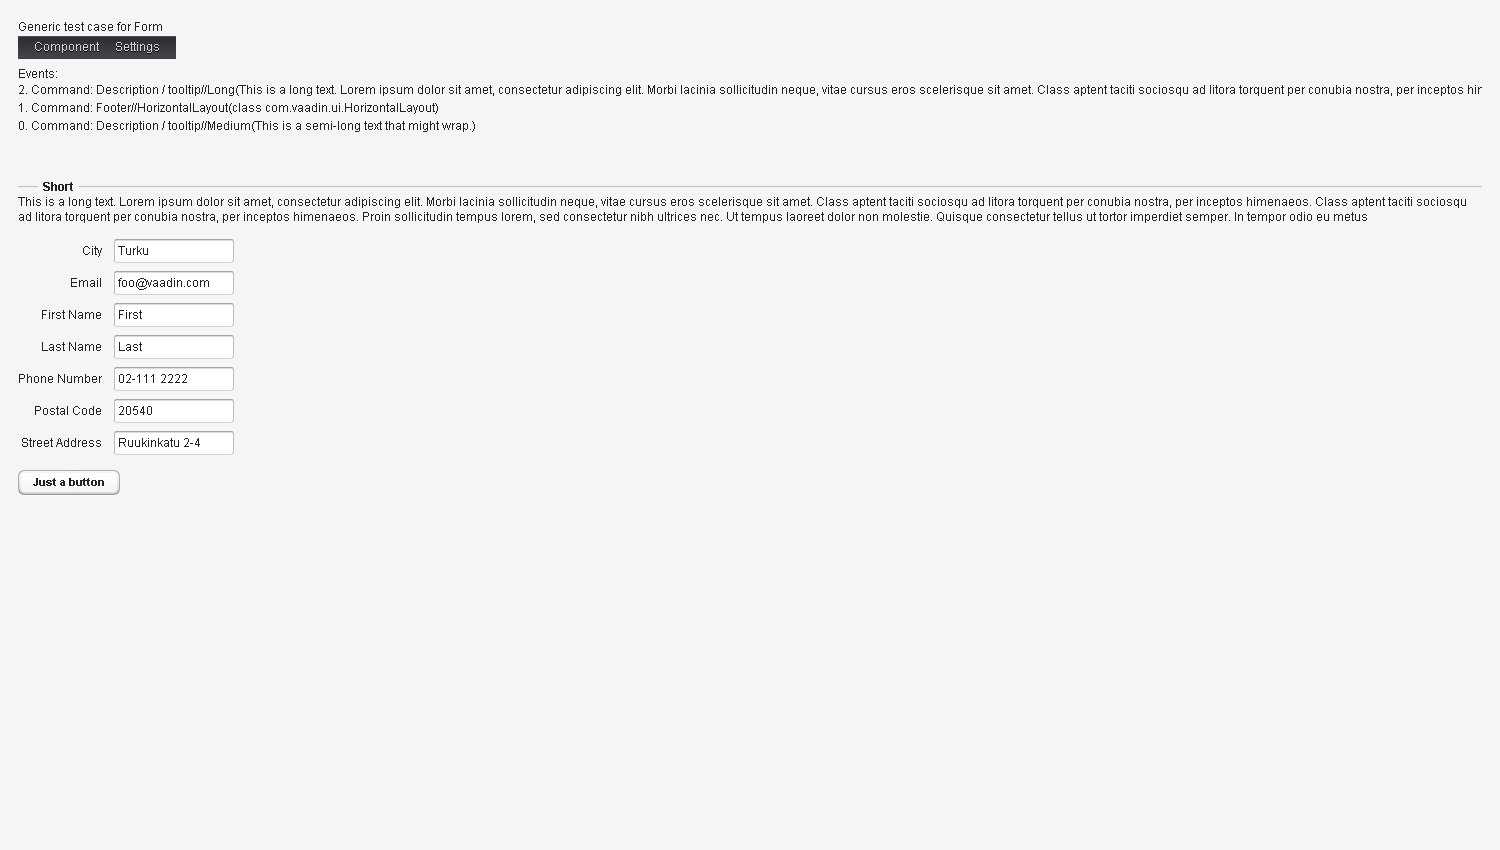 Generic test case for Form
Component Settings
Events:
2. Command: Description / tooltip//Long(This is a long text. Lorem ipsum dolor sit amet, consectetur adipiscing elit. Morbi lacinia sollicitudin neque, vitae cursus eros scelerisque sit amet. Class aptent taciti sociosqu ad litora torquent per conubia nostra, per inceptos hir
1. Command: Footer//HorizontalLayout(class com.vaadin.ui.HorizontalLayout)
0. Command: Description / tooltip//Medium(This is a semi-long text that might wrap.)
Short
This is a long text. Lorem ipsum dolor sit amet, consectetur adipiscing elit. Morbi lacinia sollicitudin neque, vitae cursus eros scelerisque sit amet. Class aptent taciti sociosqu ad litora torquent per conubia nostra, per inceptos himenaeos. Class aptent taciti sociosqu
ad litora torquent per conubia nostra, per inceptos himenaeos. Proin sollicitudin tempus lorem, sed consectetur nibh ultrices nec. Ut tempus laoreet dolor non molestie. Quisque consectetur tellus ut tortor imperdiet semper. In tempor odio eu metus
City Turku
Email foo@vaadin.com
First Name First
Last Name Last
Phone Number 02-111 2222
Postal Code 20540
Street Address Ruukinkatu 2-4
Just a button